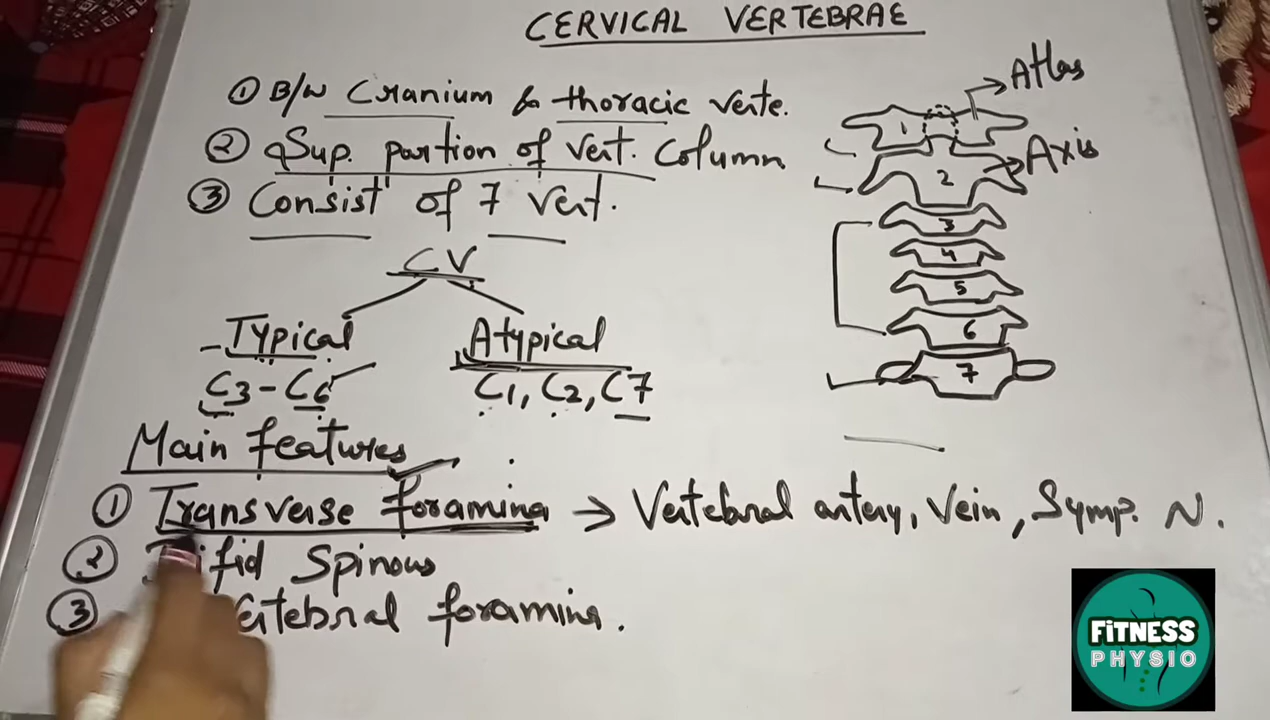 CERVICAL VERTEBRAE
① B/W Cranium & thoracic verte.
② Sup. portion of vert. Column
③ Consist of 7 vert.
CV
Typical
Atypical
C3 - C6
C1, C2, C7
Atlas
Axis
1
2
3
4
5
6
7
Main features
① Transverse foramina → Vertebral artery, Vein, Symp. N.
② fid Spinous
③ foramina.
FiTNESS
PHYSIO